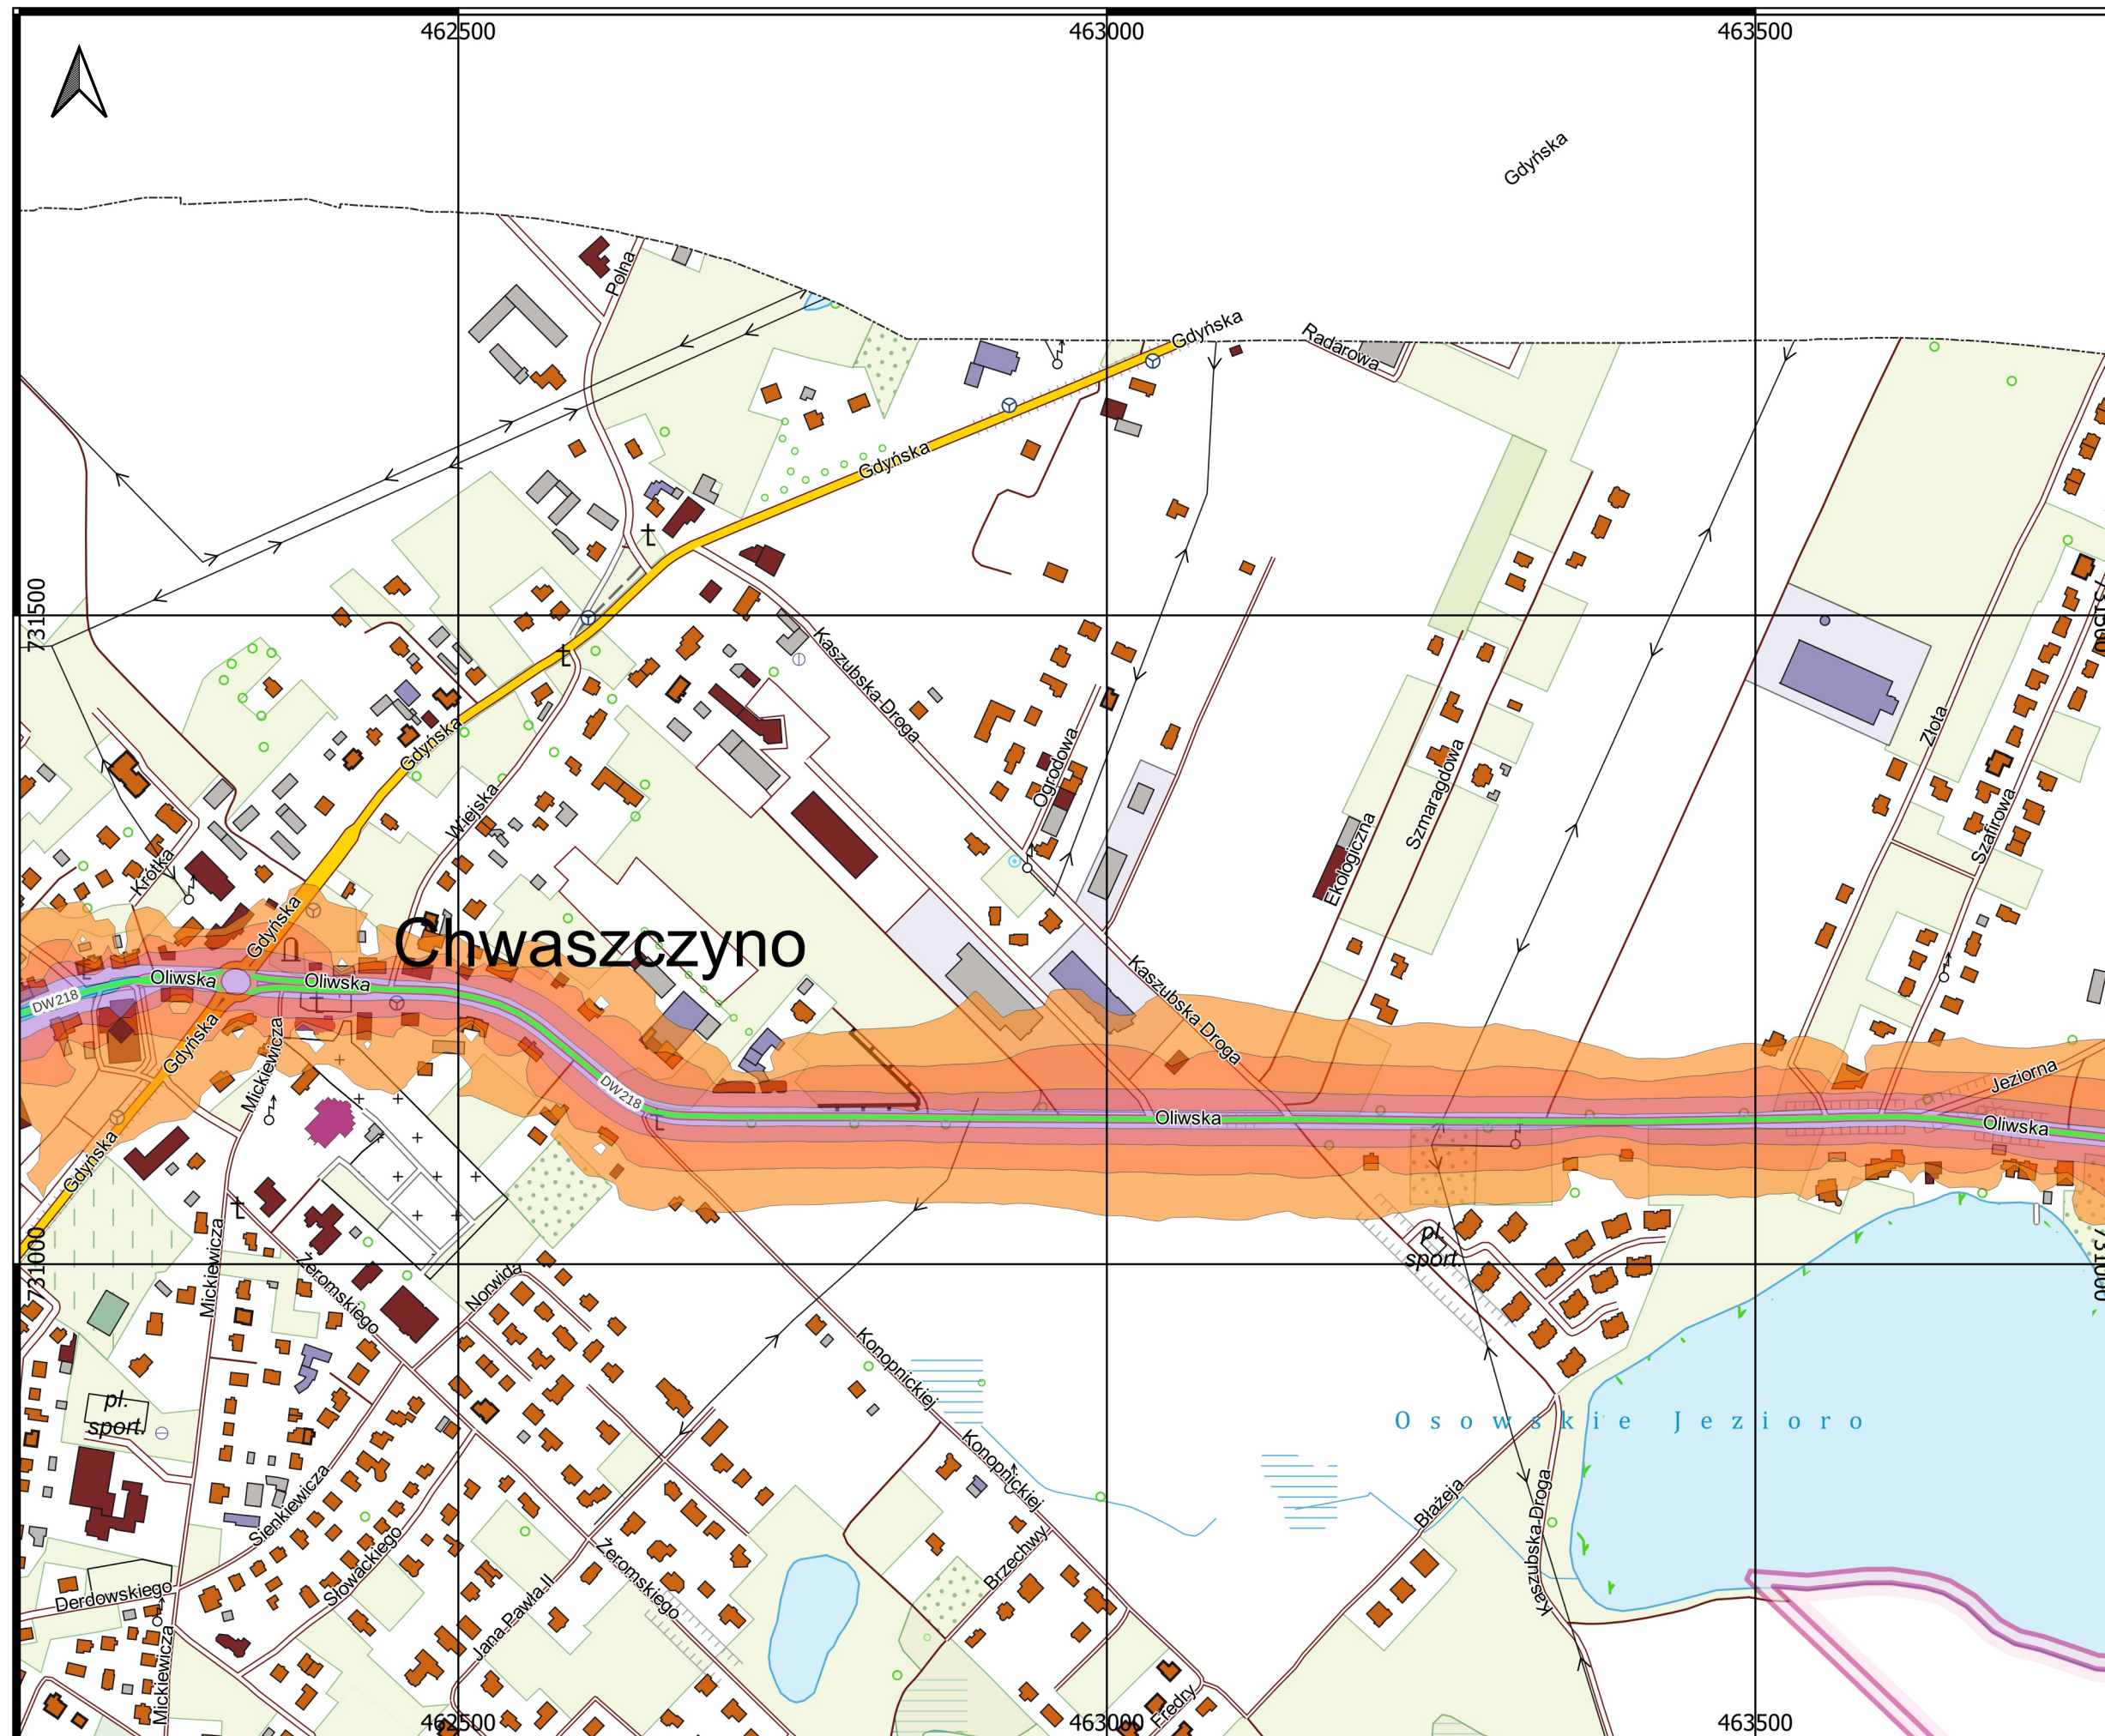 462500
463000
463500
Gdyńska
Polna
Gdyńska
Radarowa
Gdyńska
731500
731500
Kaszubska Droga
Gdyńska
Ogrodowa
Złota
Wiejska
Szmaragdowa
Szafirowa
Krótka
Ekologiczna
Gdyńska
Chwaszczyno
Oliwska
Oliwska
DW218
Kaszubska Droga
Gdyńska
Mickiewicza
DW218
Jeziorna
Oliwska
Oliwska
Gdyńska
731000
731000
Mickiewicza
Żeromskiego
Norwida
pl.
sport.
Konopnickiej
pl.
sport.
Osowskie Jezioro
Konopnickiej
Sienkiewicza
Słowackiego
Błażeja
Kaszubska Droga
Derdowskiego
Żeromskiego
Brzechwy
Jana Pawła II
Mickiewicza
Fredry
462500
463000
463500